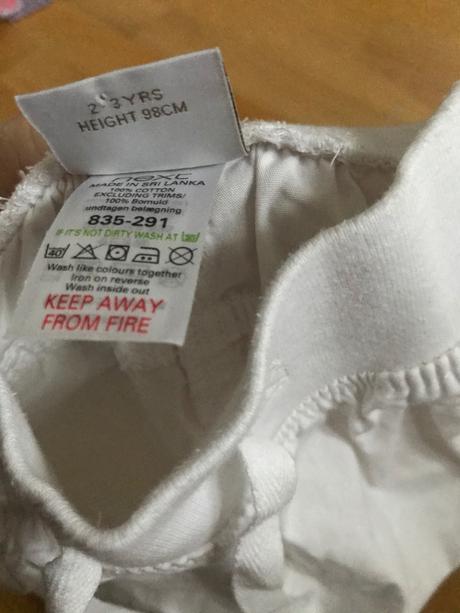 2-3 YRS
HEIGHT 98CM
next
MADE IN SRI LANKA
100% COTTON
EXCLUDING TRIMS/
100% Bomuld
undtagen belægning
835-291
IF IT'S NOT DIRTY WASH AT 30°
40°
Wash like colours together
Iron on reverse
Wash inside out
KEEP AWAY
FROM FIRE